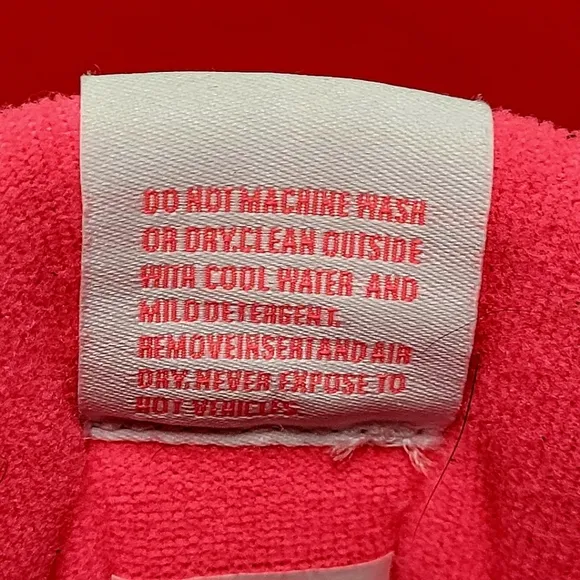 DO NOT MACHINE WASH
OR DRY.CLEAN OUTSIDE
WITH COOL WATER AND
MILD DETERGENT.
REMOVEINSERTANDAIR
DRY.NEVER EXPOSE TO
HOT VEHICLES.